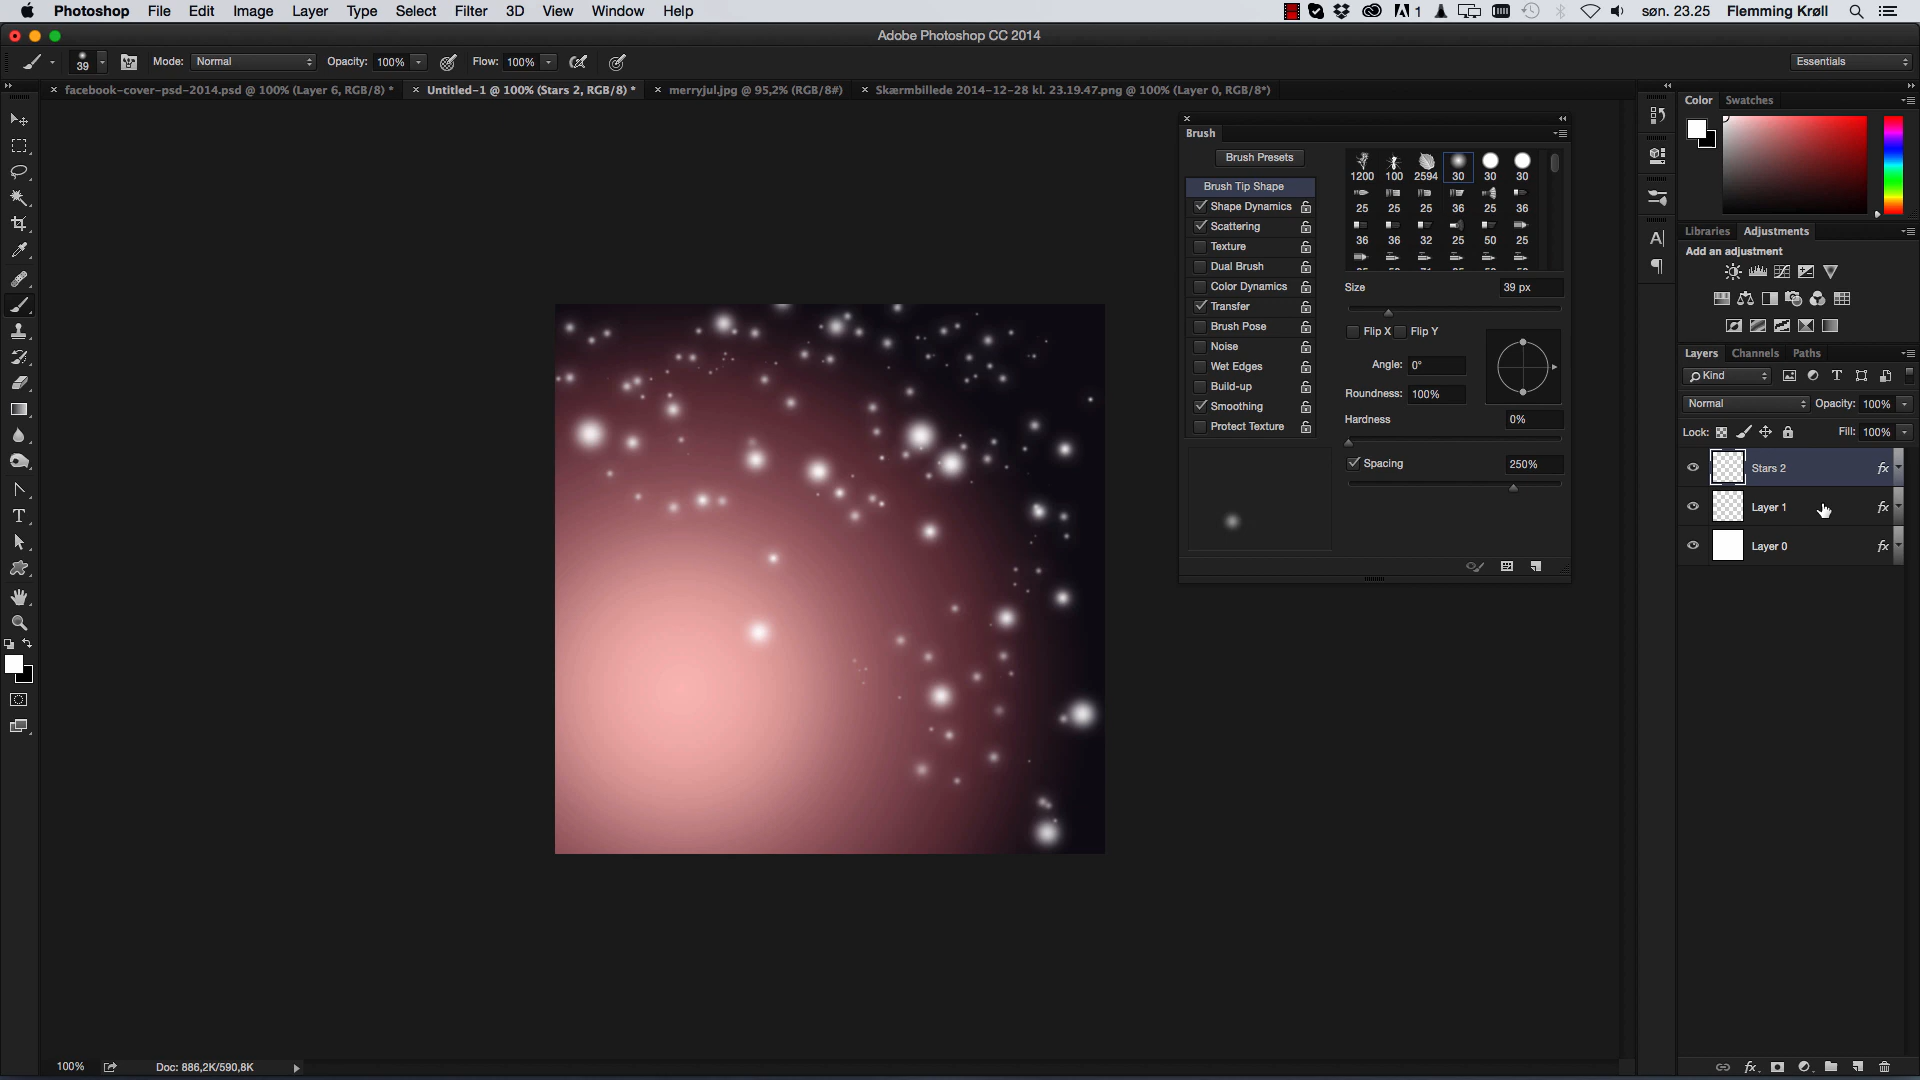 Photoshop File Edit Image Layer Type Select Filter 3D View Window Help 1 søn. 23.25 Flemming Krøll
Adobe Photoshop CC 2014
39 Mode: Normal Opacity: 100% Flow: 100% Essentials
facebook-cover-psd-2014.psd @ 100% (Layer 6, RGB/8) * Untitled-1 @ 100% (Stars 2, RGB/8) * merryjul.jpg @ 95,2% (RGB/8#) Skærmbillede 2014-12-28 kl. 23.19.47.png @ 100% (Layer 0, RGB/8*)
Brush
Brush Presets
Brush Tip Shape
Shape Dynamics
Scattering
Texture
Dual Brush
Color Dynamics
Transfer
Brush Pose
Noise
Wet Edges
Build-up
Smoothing
Protect Texture
1200 100 2594 30 30 30
25 25 25 36 25 36
36 36 32 25 50 25
Size 39 px
Flip X Flip Y
Angle: 0°
Roundness: 100%
Hardness 0%
Spacing 250%
Color Swatches
Libraries Adjustments
Add an adjustment
Layers Channels Paths
Kind
Normal Opacity: 100%
Lock: Fill: 100%
Stars 2 fx
Layer 1 fx
Layer 0 fx
100% Doc: 886,2K/590,8K
fx